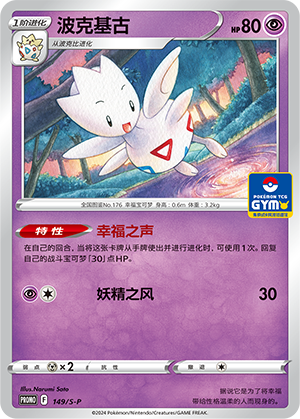 1阶进化
波克基古
HP80
从波克比进化
全国图鉴No.176 幸福宝可梦 身高：0.6m 体重：3.2kg
POKÉMON TCG
GYM
特性 幸福之声
在自己的回合，当将这张卡牌从手牌使出并进行进化时，可使用1次。回复
自己的战斗宝可梦「30」点HP。
妖精之风 30
弱点 ×2 抵抗力 撤退
Illus.Narumi Sato
PROMO F 149/S-P
据说它是为了将幸福
带给性格温柔的人而现身的。
©2024 Pokémon/Nintendo/Creatures/GAME FREAK.